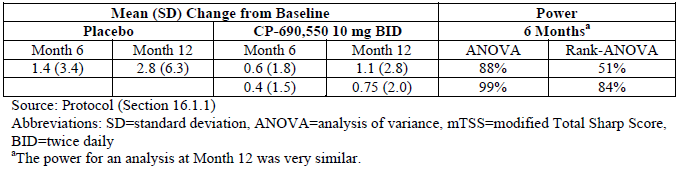 Mean (SD) Change from Baseline Power
Placebo CP-690,550 10 mg BID 6 Monthsa
Month 6 Month 12 Month 6 Month 12 ANOVA Rank-ANOVA
1.4 (3.4) 2.8 (6.3) 0.6 (1.8) 1.1 (2.8) 88% 51%
0.4 (1.5) 0.75 (2.0) 99% 84%
Source: Protocol (Section 16.1.1)
Abbreviations: SD=standard deviation, ANOVA=analysis of variance, mTSS=modified Total Sharp Score,
BID=twice daily
aThe power for an analysis at Month 12 was very similar.